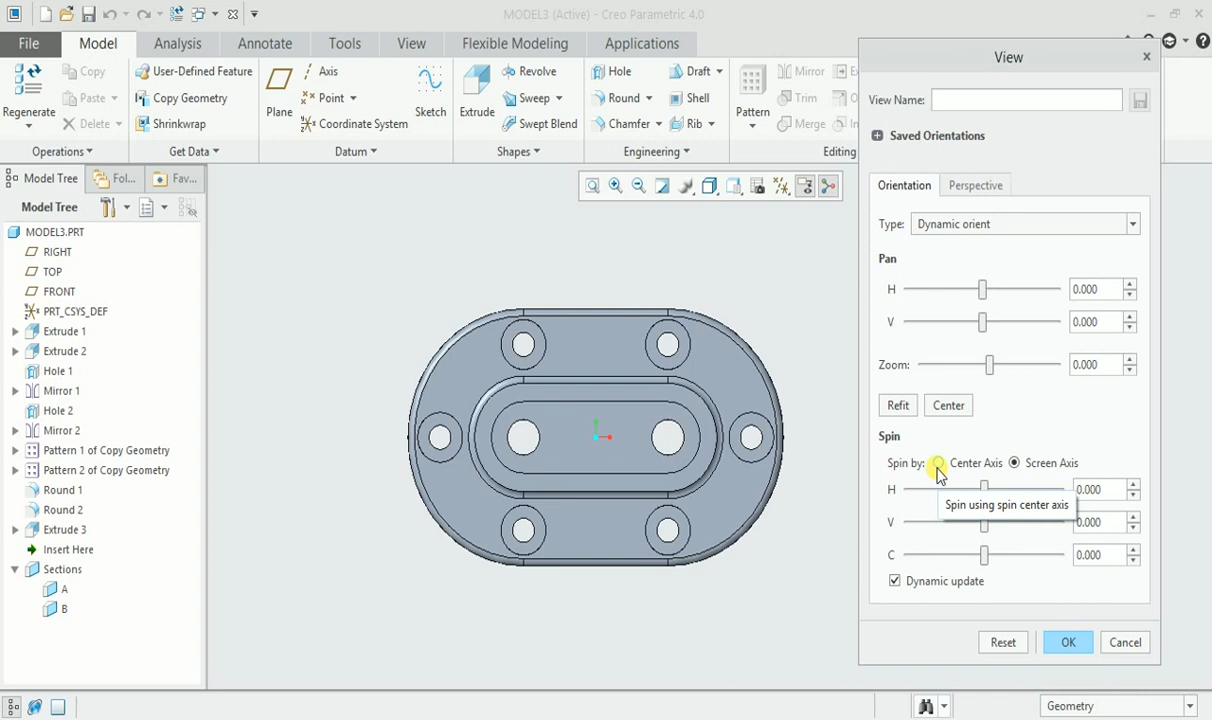 MODEL3 (Active) - Creo Parametric 4.0
File Model Analysis Annotate Tools View Flexible Modeling Applications
Regenerate
Copy
Paste
Delete
User-Defined Feature
Copy Geometry
Shrinkwrap
Plane
Axis
Point
Coordinate System
Sketch
Extrude
Revolve
Sweep
Swept Blend
Hole
Round
Chamfer
Draft
Shell
Rib
Pattern
Mirror
Trim
Merge
Operations Get Data Datum Shapes Engineering Editing
Model Tree Fol... Fav...
Model Tree
MODEL3.PRT
RIGHT
TOP
FRONT
PRT_CSYS_DEF
Extrude 1
Extrude 2
Hole 1
Mirror 1
Hole 2
Mirror 2
Pattern 1 of Copy Geometry
Pattern 2 of Copy Geometry
Round 1
Round 2
Extrude 3
Insert Here
Sections
A
B
View
View Name:
Saved Orientations
Orientation Perspective
Type: Dynamic orient
Pan
H 0.000
V 0.000
Zoom: 0.000
Refit Center
Spin
Spin by: Center Axis Screen Axis
H 0.000
Spin using spin center axis
V 0.000
C 0.000
Dynamic update
Reset OK Cancel
Geometry